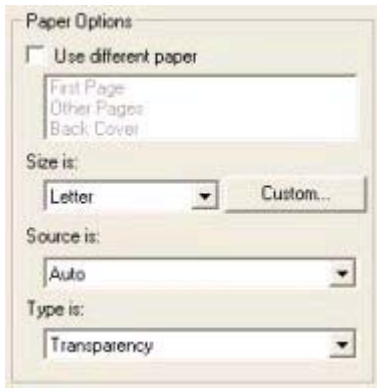 Paper Options
Use different paper
First Page
Other Pages
Back Cover
Size is:
Letter
Custom...
Source is:
Auto
Type is:
Transparency